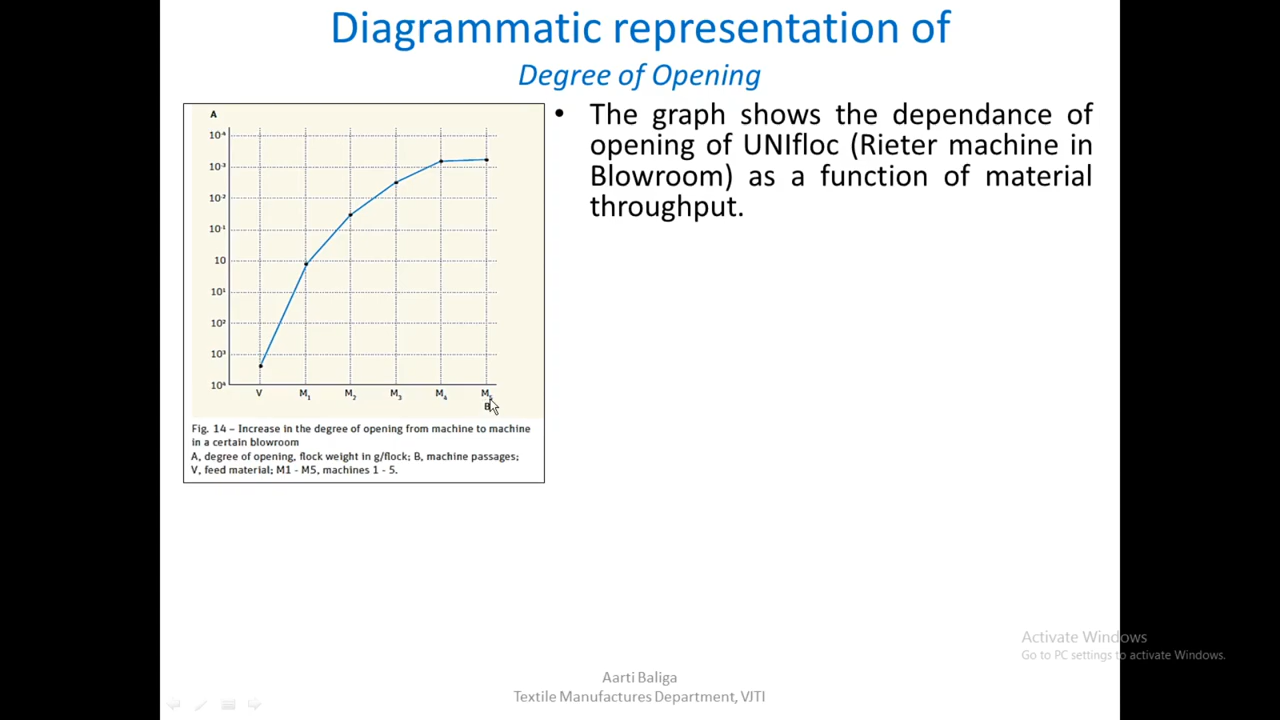 Diagrammatic representation of
Degree of Opening
A
10⁻⁴
10⁻³
10⁻²
10⁻¹
10
10¹
10²
10³
10⁴
V M₁ M₂ M₃ M₄ M₅
B
Fig. 14 – Increase in the degree of opening from machine to machine
in a certain blowroom
A, degree of opening, flock weight in g/flock; B, machine passages;
V, feed material; M1 - M5, machines 1 - 5.
• The graph shows the dependance of
opening of UNIfloc (Rieter machine in
Blowroom) as a function of material
throughput.
Activate Windows
Go to PC settings to activate Windows.
Aarti Baliga
Textile Manufactures Department, VJTI